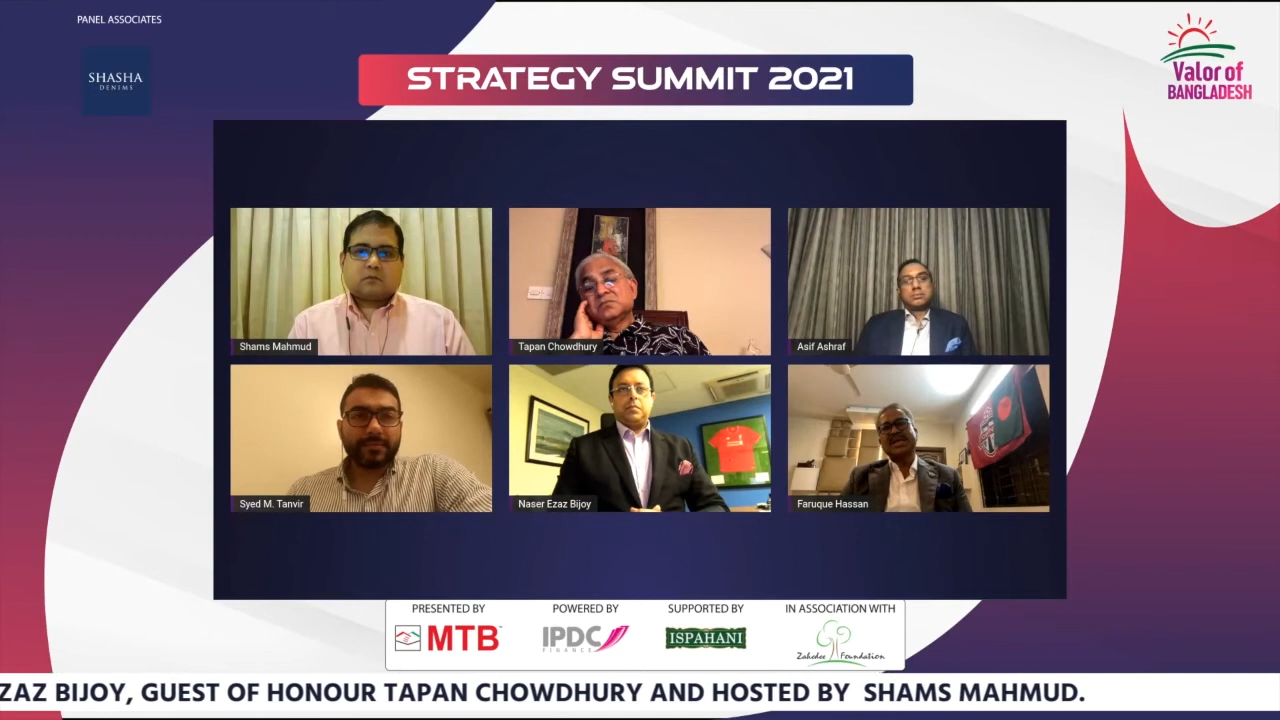 PANEL ASSOCIATES
SHASHA
DENIMS
STRATEGY SUMMIT 2021
Valor of
BANGLADESH
Shams Mahmud
Tapan Chowdhury
Asif Ashraf
Syed M. Tanvir
Naser Ezaz Bijoy
Faruque Hassan
PRESENTED BY
POWERED BY
SUPPORTED BY
IN ASSOCIATION WITH
MTB
IPDC
FINANCE
ISPAHANI
Zahedee Foundation
ZAZ BIJOY, GUEST OF HONOUR TAPAN CHOWDHURY AND HOSTED BY SHAMS MAHMUD.